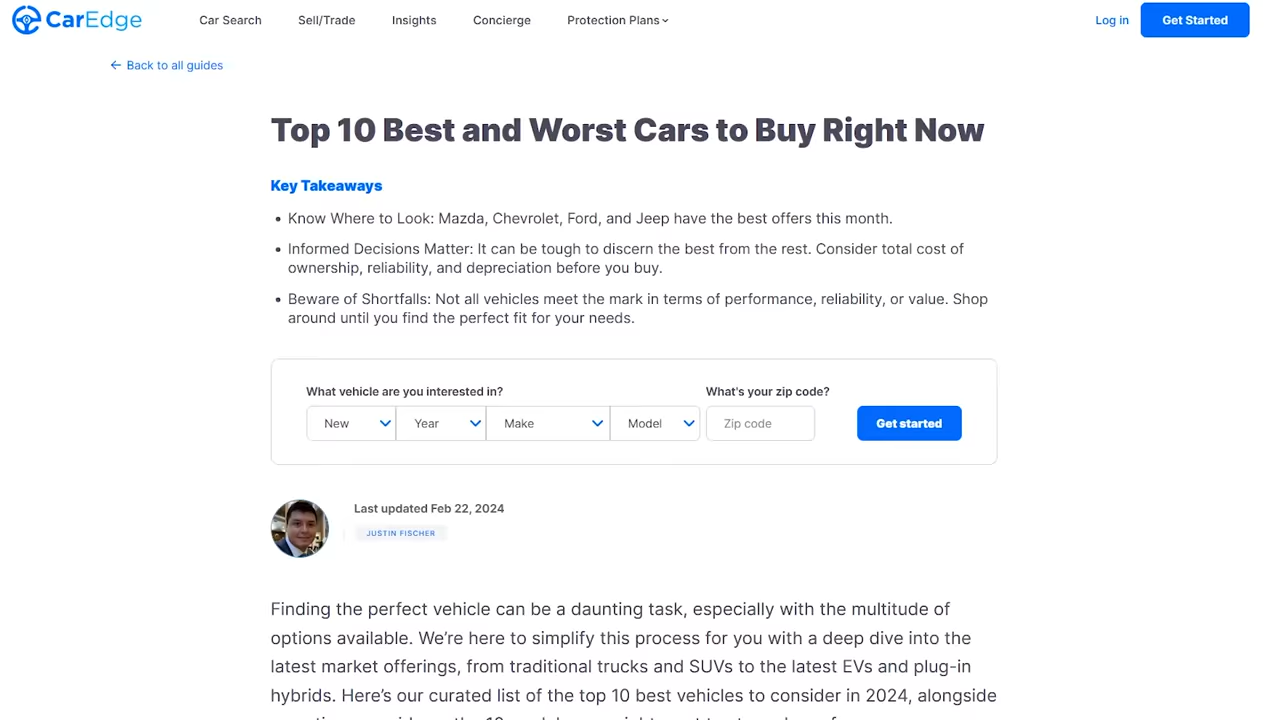 CarEdge
Car Search
Sell/Trade
Insights
Concierge
Protection Plans
Log in
Get Started
← Back to all guides
Top 10 Best and Worst Cars to Buy Right Now
Key Takeaways
• Know Where to Look: Mazda, Chevrolet, Ford, and Jeep have the best offers this month.
• Informed Decisions Matter: It can be tough to discern the best from the rest. Consider total cost of
ownership, reliability, and depreciation before you buy.
• Beware of Shortfalls: Not all vehicles meet the mark in terms of performance, reliability, or value. Shop
around until you find the perfect fit for your needs.
What vehicle are you interested in?
What's your zip code?
New
Year
Make
Model
Zip code
Get started
Last updated Feb 22, 2024
JUSTIN FISCHER
Finding the perfect vehicle can be a daunting task, especially with the multitude of
options available. We’re here to simplify this process for you with a deep dive into the
latest market offerings, from traditional trucks and SUVs to the latest EVs and plug-in
hybrids. Here’s our curated list of the top 10 best vehicles to consider in 2024, alongside